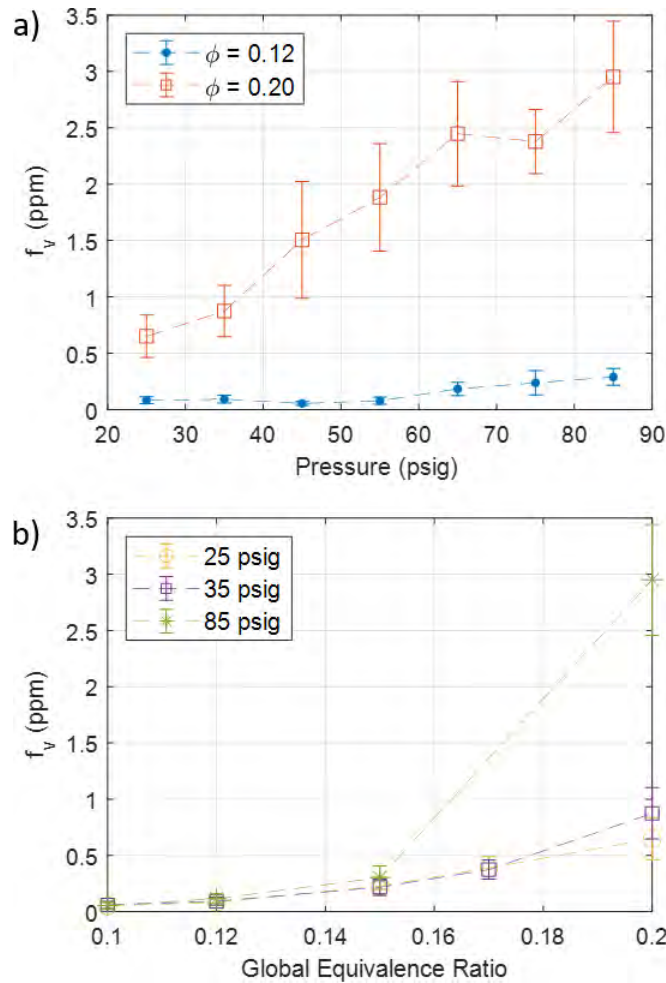 a)
ϕ = 0.12
ϕ = 0.20
3.5
3
2.5
2
1.5
1
0.5
0
f_v (ppm)
20 30 40 50 60 70 80 90
Pressure (psig)
b)
25 psig
35 psig
85 psig
3.5
3
2.5
2
1.5
1
0.5
0
f_v (ppm)
0.1 0.12 0.14 0.16 0.18 0.2
Global Equivalence Ratio